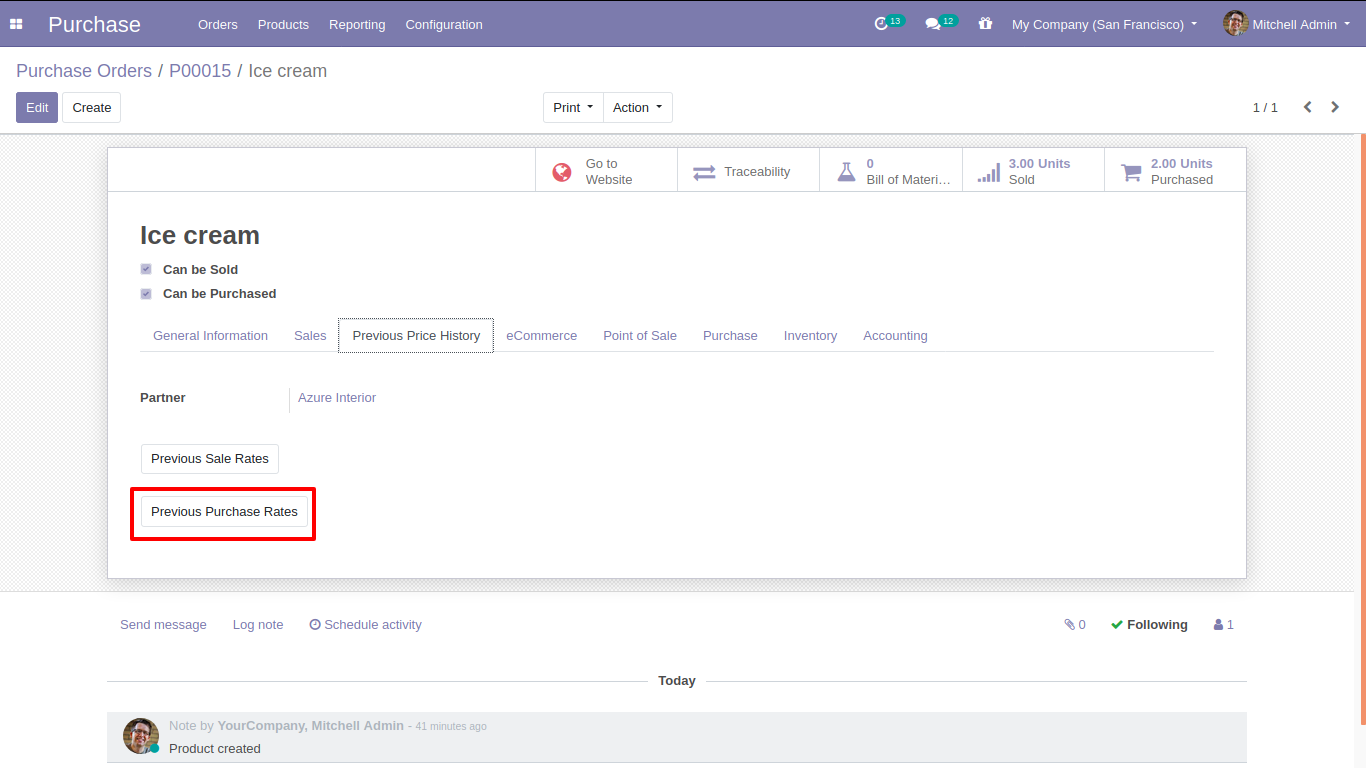 Purchase Orders Products Reporting Configuration 13 12 My Company (San Francisco) Mitchell Admin
Purchase Orders / P00015 / Ice cream
Edit Create Print Action 1 / 1
Go to
Website
Traceability
0
Bill of Materi...
3.00 Units
Sold
2.00 Units
Purchased
Ice cream
Can be Sold
Can be Purchased
General Information Sales Previous Price History eCommerce Point of Sale Purchase Inventory Accounting
Partner Azure Interior
Previous Sale Rates
Previous Purchase Rates
Send message Log note Schedule activity 0 Following 1
Today
Note by YourCompany, Mitchell Admin - 41 minutes ago
Product created